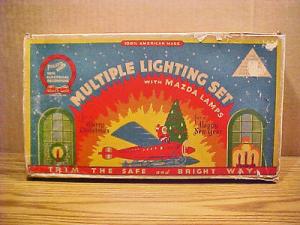 100% AMERICAN MADE
MULTIPLE LIGHTING SET
WITH MAZDA LAMPS
Merry
Christmas
Happy
New Year
TRIM THE SAFE and BRIGHT WAY